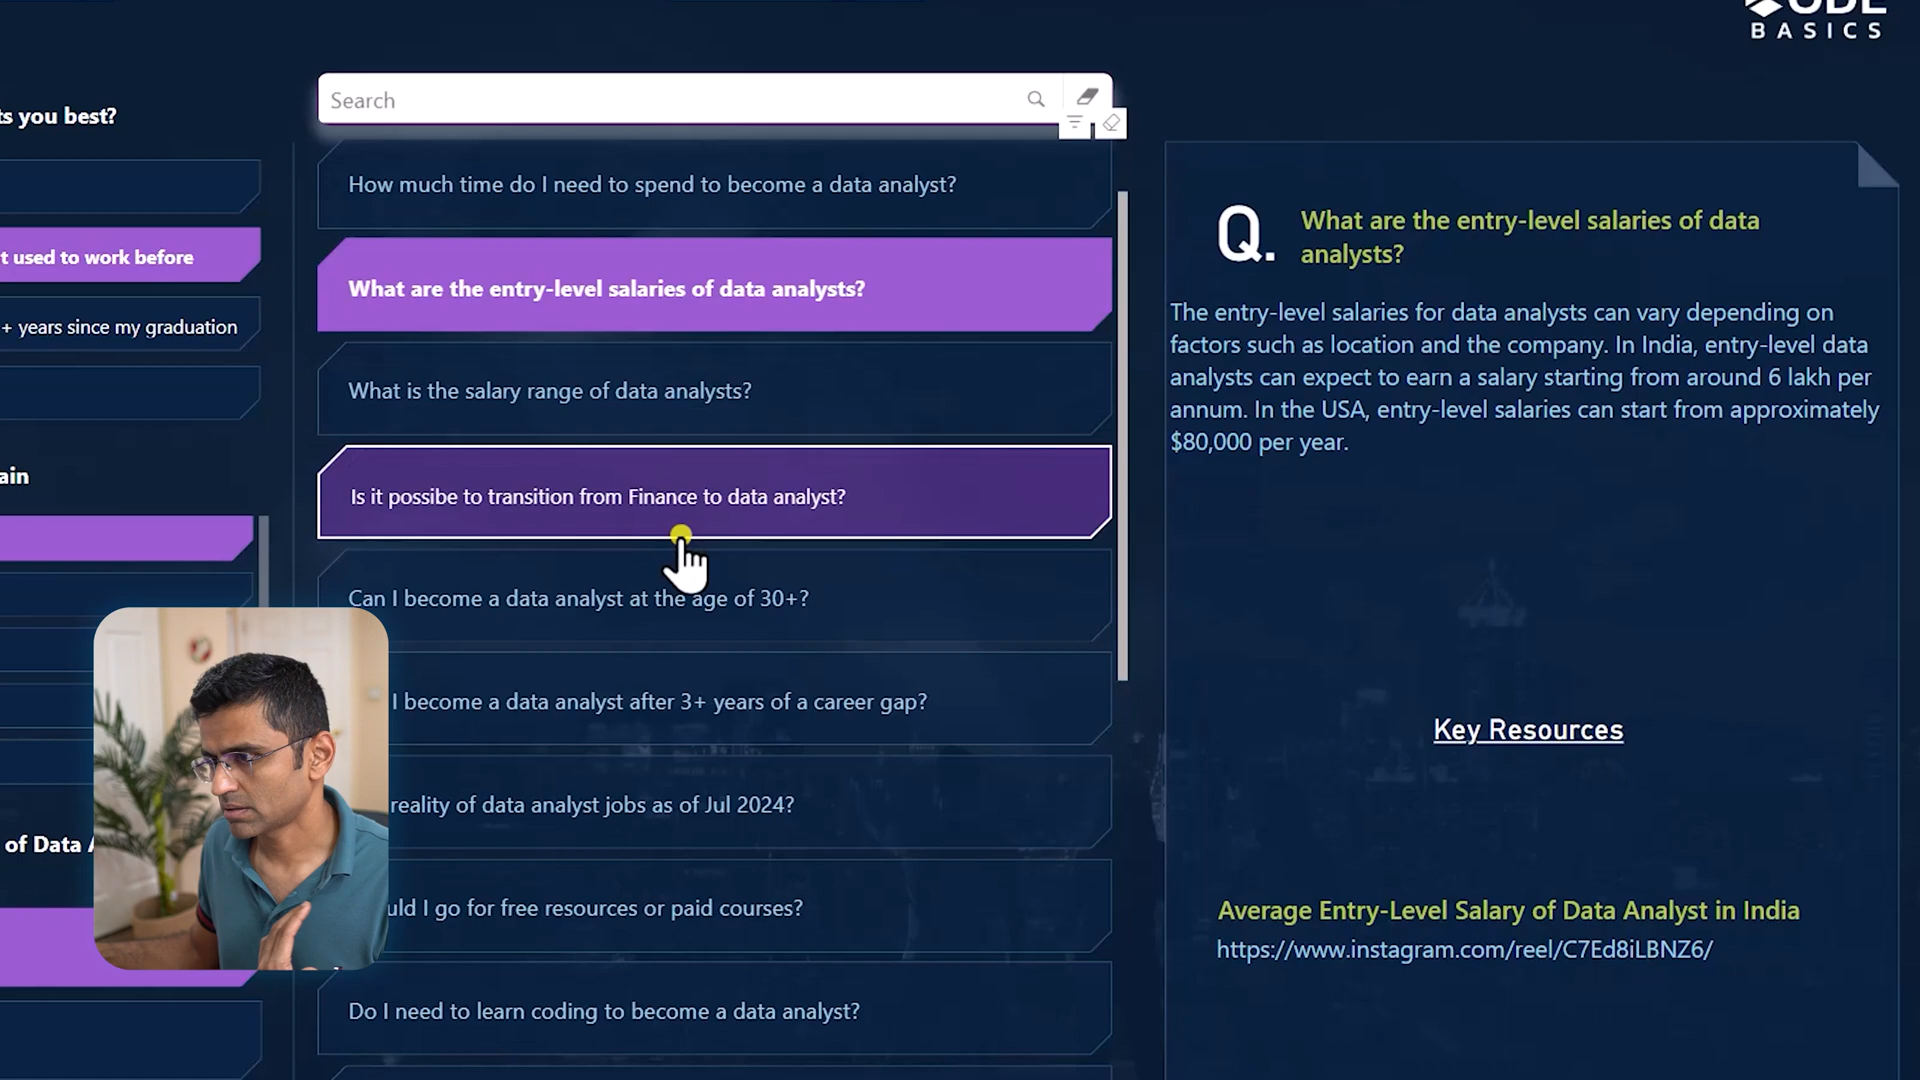 ODE
BASICS
ts you best?
t used to work before
+ years since my graduation
ain
of Data
Search
How much time do I need to spend to become a data analyst?
What are the entry-level salaries of data analysts?
What is the salary range of data analysts?
Is it possibe to transition from Finance to data analyst?
Can I become a data analyst at the age of 30+?
I become a data analyst after 3+ years of a career gap?
reality of data analyst jobs as of Jul 2024?
uld I go for free resources or paid courses?
Do I need to learn coding to become a data analyst?
Q.
What are the entry-level salaries of data
analysts?
The entry-level salaries for data analysts can vary depending on
factors such as location and the company. In India, entry-level data
analysts can expect to earn a salary starting from around 6 lakh per
annum. In the USA, entry-level salaries can start from approximately
$80,000 per year.
Key Resources
Average Entry-Level Salary of Data Analyst in India
https://www.instagram.com/reel/C7Ed8iLBNZ6/